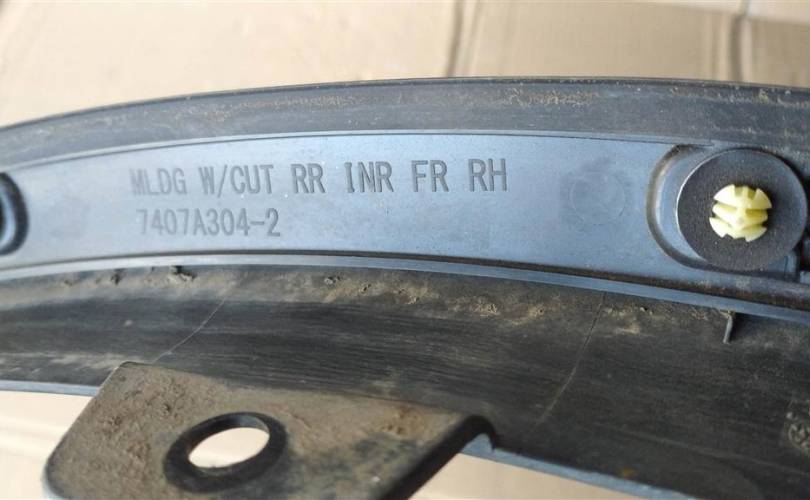 MLDG W/CUT RR INR FR RH
7407A304-2